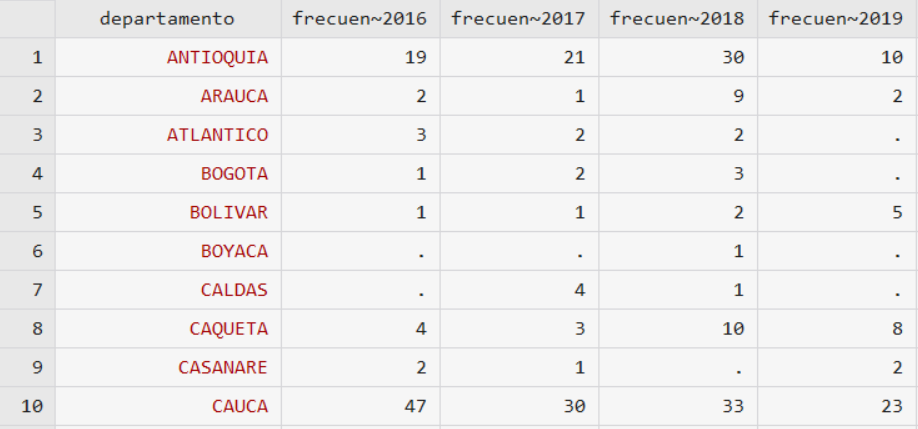 departamento frecuen~2016 frecuen~2017 frecuen~2018 frecuen~2019
1 ANTIOQUIA 19 21 30 10
2 ARAUCA 2 1 9 2
3 ATLANTICO 3 2 2 .
4 BOGOTA 1 2 3 .
5 BOLIVAR 1 1 2 5
6 BOYACA . . 1 .
7 CALDAS . 4 1 .
8 CAQUETA 4 3 10 8
9 CASANARE 2 1 . 2
10 CAUCA 47 30 33 23